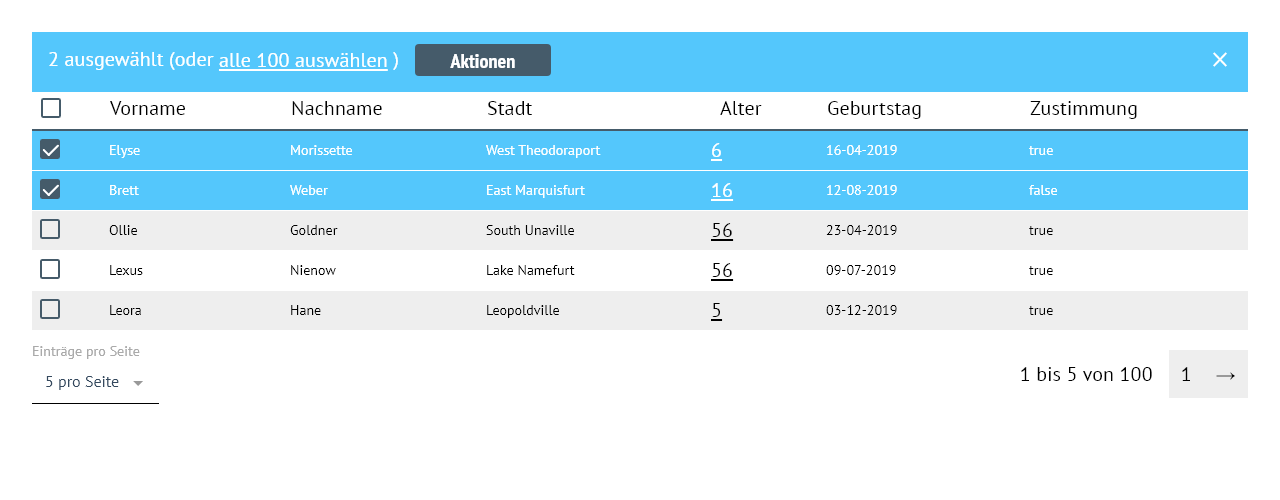 2 ausgewählt (oder alle 100 auswählen ) Aktionen
Vorname Nachname Stadt Alter Geburtstag Zustimmung
Elyse Morissette West Theodoraport 6 16-04-2019 true
Brett Weber East Marquisfurt 16 12-08-2019 false
Ollie Goldner South Unaville 56 23-04-2019 true
Lexus Nienow Lake Namefurt 56 09-07-2019 true
Leora Hane Leopoldville 5 03-12-2019 true
Einträge pro Seite
5 pro Seite
1 bis 5 von 100 1 →